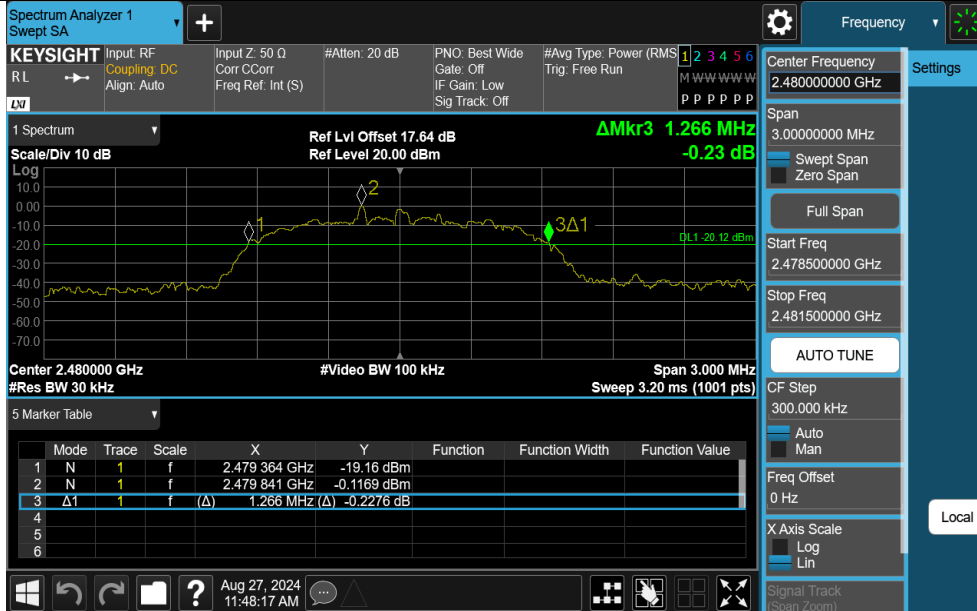 Spectrum Analyzer 1
Swept SA
+
Frequency
KEYSIGHT
R L
LXI
Input: RF
Coupling: DC
Align: Auto
Input Z: 50 Ω
Corr CCorr
Freq Ref: Int (S)
#Atten: 20 dB
PNO: Best Wide
Gate: Off
IF Gain: Low
Sig Track: Off
#Avg Type: Power (RMS
Trig: Free Run
1 2 3 4 5 6
M W W W W W
P P P P P P
Center Frequency
2.480000000 GHz
Settings
Span
3.00000000 MHz
Swept Span
Zero Span
Full Span
Start Freq
2.478500000 GHz
Stop Freq
2.481500000 GHz
AUTO TUNE
CF Step
300.000 kHz
Auto
Man
Freq Offset
0 Hz
X Axis Scale
Log
Lin
Signal Track
(Span Zoom)
Local
1 Spectrum
Scale/Div 10 dB
Log
Ref Lvl Offset 17.64 dB
Ref Level 20.00 dBm
ΔMkr3 1.266 MHz
-0.23 dB
10.0
0.00
-10.0
-20.0
-30.0
-40.0
-50.0
-60.0
-70.0
1
2
3Δ1
DL1 -20.12 dBm
Center 2.480000 GHz
#Res BW 30 kHz
#Video BW 100 kHz
Span 3.000 MHz
Sweep 3.20 ms (1001 pts)
5 Marker Table
Mode Trace Scale X Y Function Function Width Function Value
1 N 1 f 2.479 364 GHz -19.16 dBm
2 N 1 f 2.479 841 GHz -0.1169 dBm
3 Δ1 1 f (Δ) 1.266 MHz (Δ) -0.2276 dB
4
5
6
?
Aug 27, 2024
11:48:17 AM